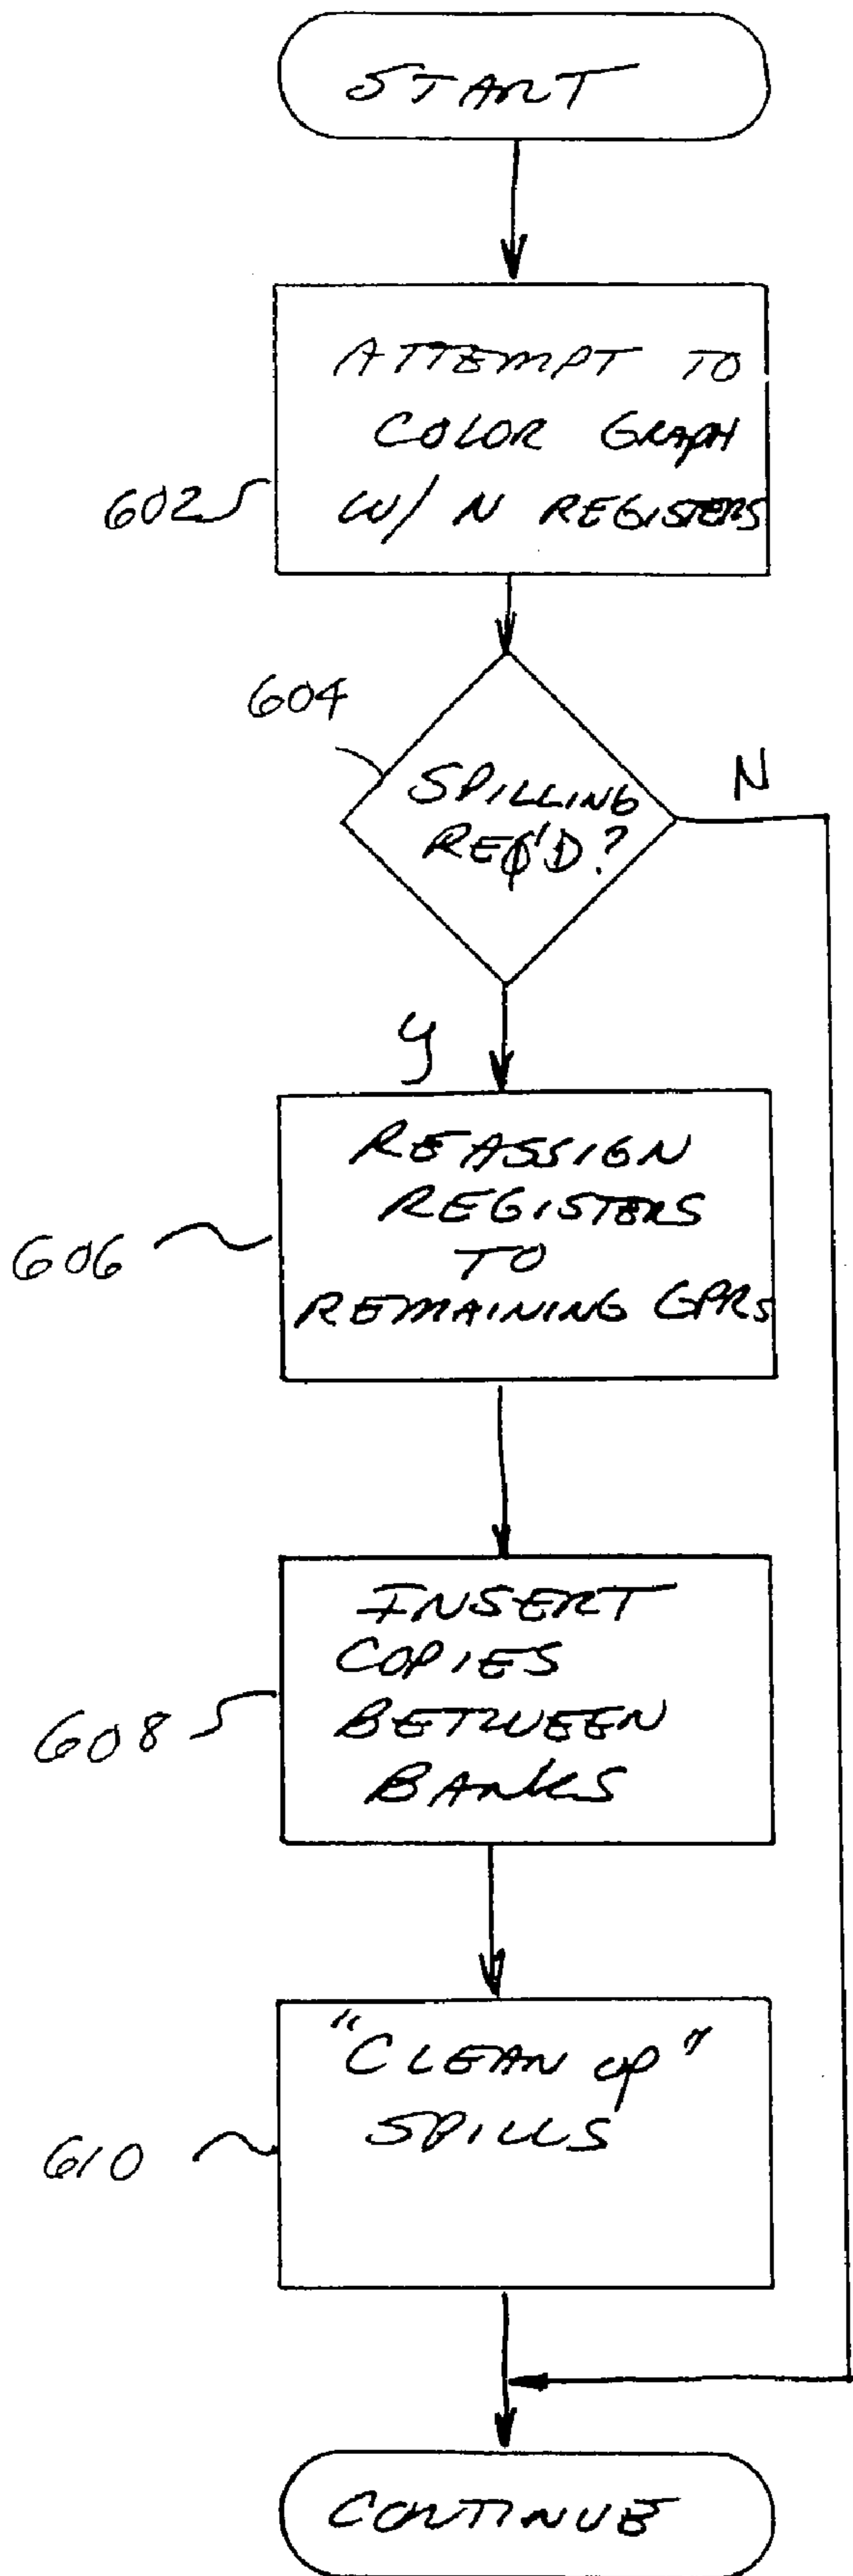 START
ATTEMPT TO
COLOR GRAPH
602
W/ N REGISTERS
604
N
SPILLING
REQ'D?
Y
REASSIGN
REGISTERS
606
TO
REMAINING GPRs
INSERT
COPIES
608
BETWEEN
BANKS
"CLEAN UP"
SPILLS
610
CONTINUE